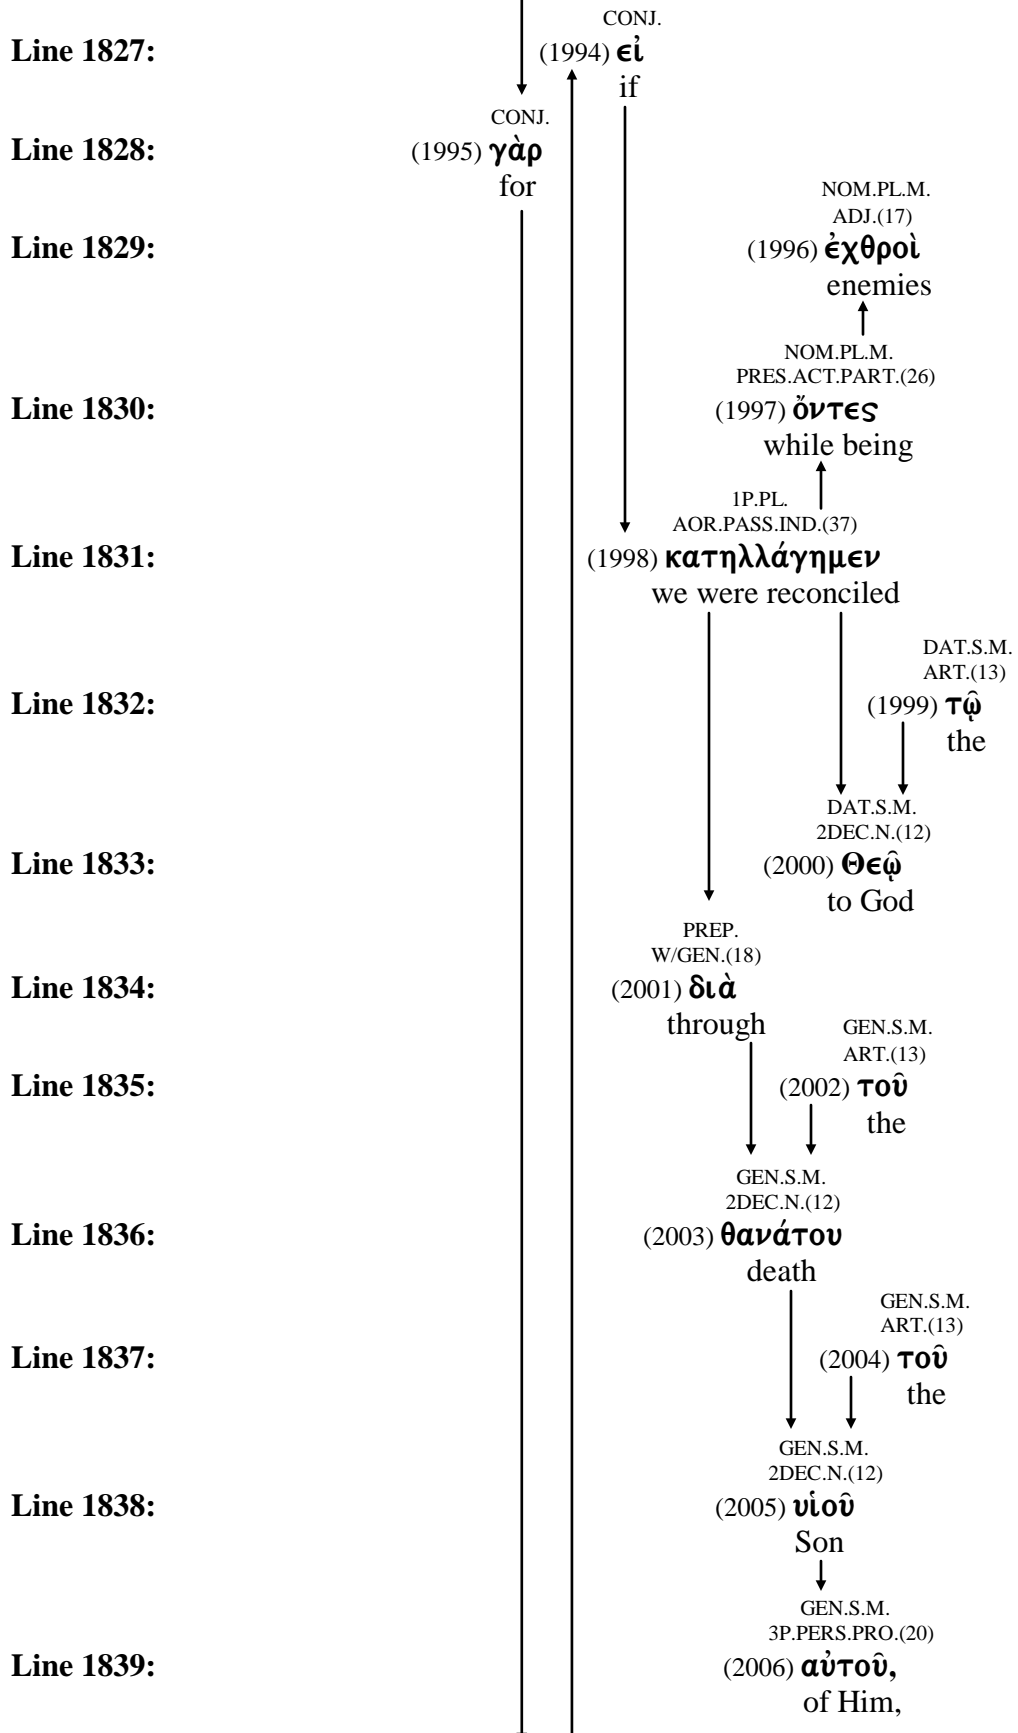 CONJ.
Line 1827: (1994) εἰ
if
CONJ.
Line 1828: (1995) γὰρ
for
NOM.PL.M.
ADJ.(17)
Line 1829: (1996) ἐχθροὶ
enemies
NOM.PL.M.
PRES.ACT.PART.(26)
Line 1830: (1997) ὄντες
while being
1P.PL.
AOR.PASS.IND.(37)
Line 1831: (1998) κατηλλάγημεν
we were reconciled
DAT.S.M.
ART.(13)
Line 1832: (1999) τῷ
the
DAT.S.M.
2DEC.N.(12)
Line 1833: (2000) Θεῷ
to God
PREP.
W/GEN.(18)
Line 1834: (2001) διὰ
through
GEN.S.M.
ART.(13)
Line 1835: (2002) τοῦ
the
GEN.S.M.
2DEC.N.(12)
Line 1836: (2003) θανάτου
death
GEN.S.M.
ART.(13)
Line 1837: (2004) τοῦ
the
GEN.S.M.
2DEC.N.(12)
Line 1838: (2005) υἱοῦ
Son
GEN.S.M.
3P.PERS.PRO.(20)
Line 1839: (2006) αὐτοῦ,
of Him,